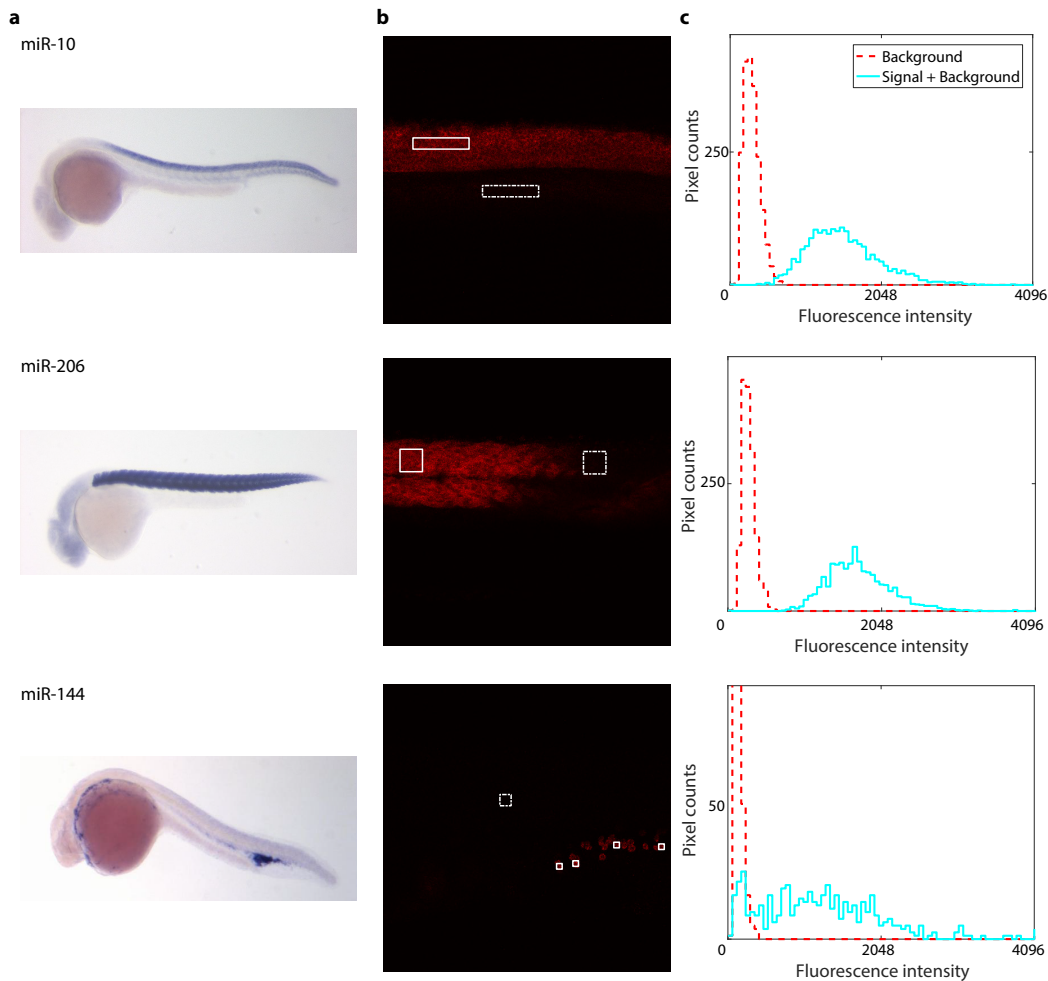 a
b
c
miR-10
Background
Signal + Background
Pixel counts
250
0
2048
4096
Fluorescence intensity
miR-206
Pixel counts
250
0
2048
4096
Fluorescence intensity
miR-144
Pixel counts
50
0
2048
4096
Fluorescence intensity